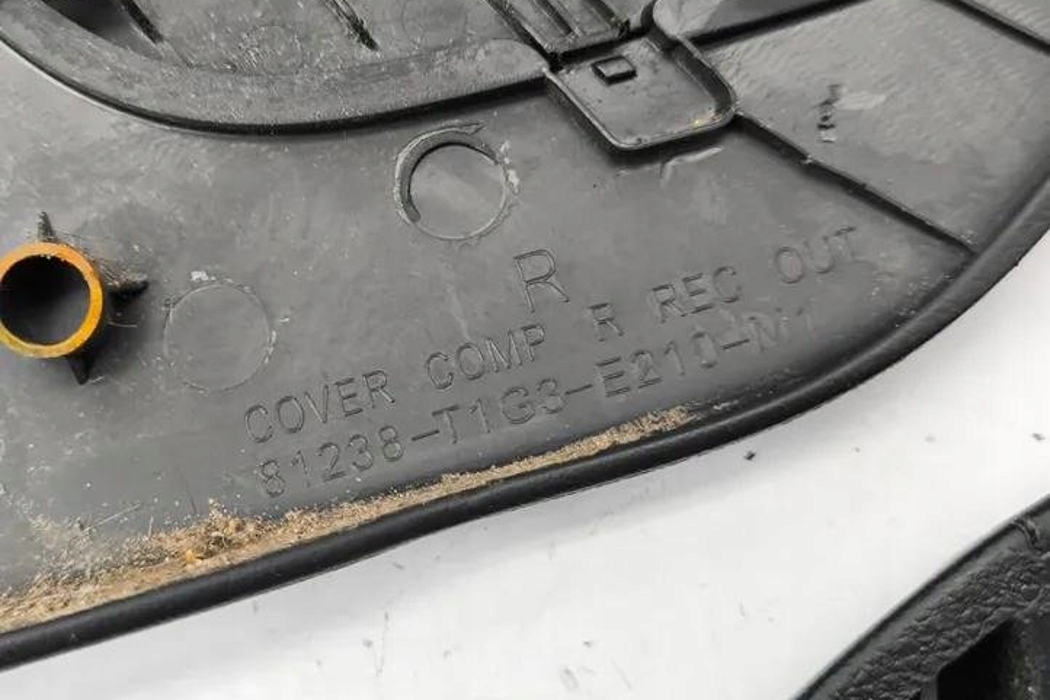 R
COVER COMP R REC OUT
81238-T1G3-E210-M1